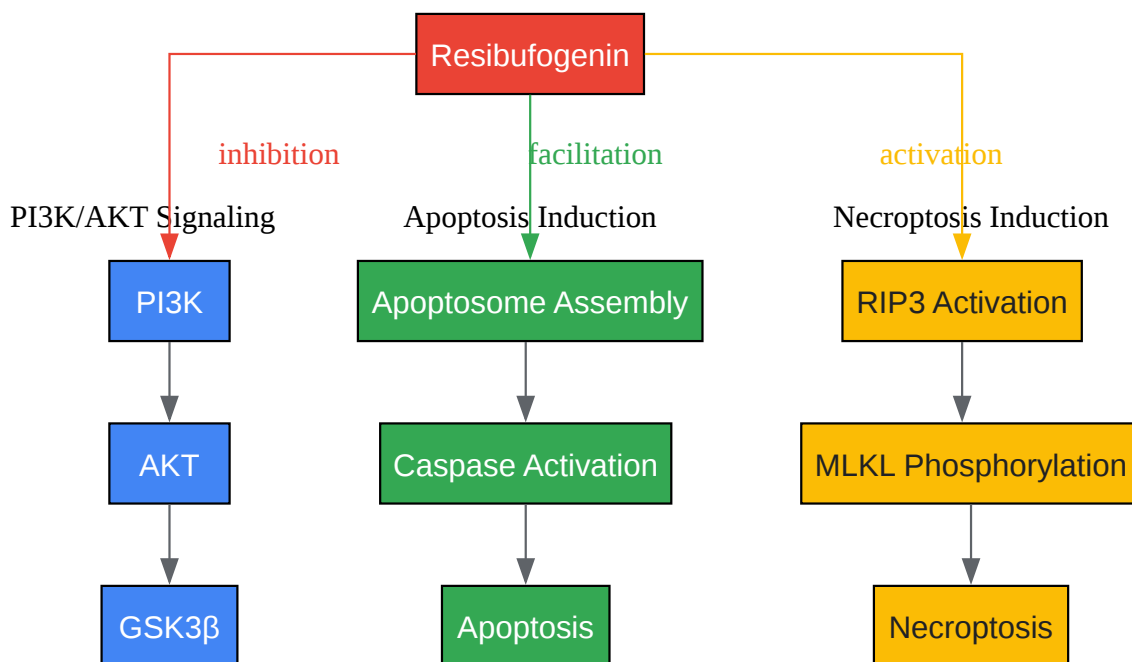 Resibufogenin
inhibition
facilitation
activation
PI3K/AKT Signaling
Apoptosis Induction
Necroptosis Induction
PI3K
Apoptosome Assembly
RIP3 Activation
AKT
Caspase Activation
MLKL Phosphorylation
GSK3β
Apoptosis
Necroptosis